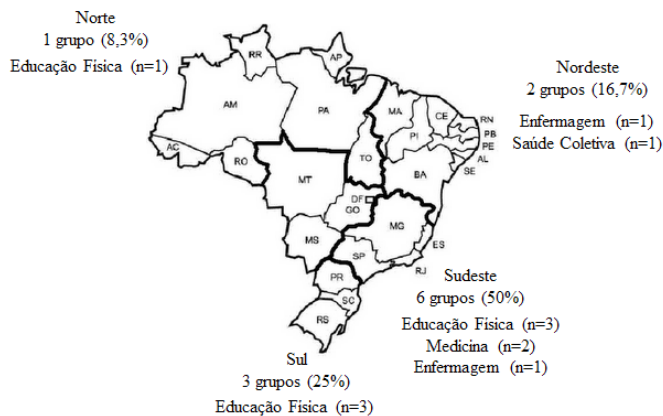 Norte
1 grupo (8,3%)
Educação Física (n=1)
Nordeste
2 grupos (16,7%)
Enfermagem (n=1)
Saúde Coletiva (n=1)
RR
AP
AM
PA
MA
CE
RN
PB
PE
AL
SE
PI
AC
RO
TO
BA
MT
DF
GO
MG
ES
MS
SP
RJ
PR
SC
RS
Sudeste
6 grupos (50%)
Educação Física (n=3)
Medicina (n=2)
Enfermagem (n=1)
Sul
3 grupos (25%)
Educação Física (n=3)